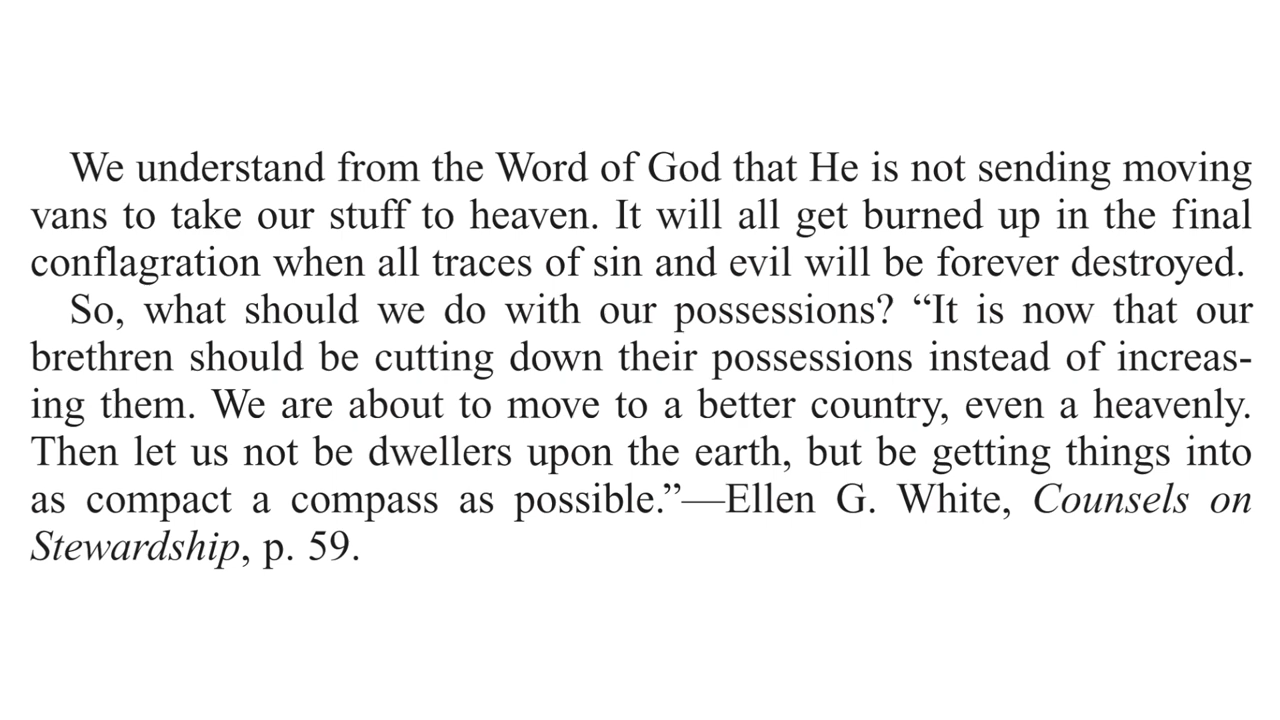 We understand from the Word of God that He is not sending moving
vans to take our stuff to heaven. It will all get burned up in the final
conflagration when all traces of sin and evil will be forever destroyed.
So, what should we do with our possessions? “It is now that our
brethren should be cutting down their possessions instead of increas-
ing them. We are about to move to a better country, even a heavenly.
Then let us not be dwellers upon the earth, but be getting things into
as compact a compass as possible.”—Ellen G. White, Counsels on
Stewardship, p. 59.